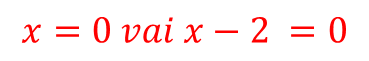 x = 0 vai x − 2 = 0